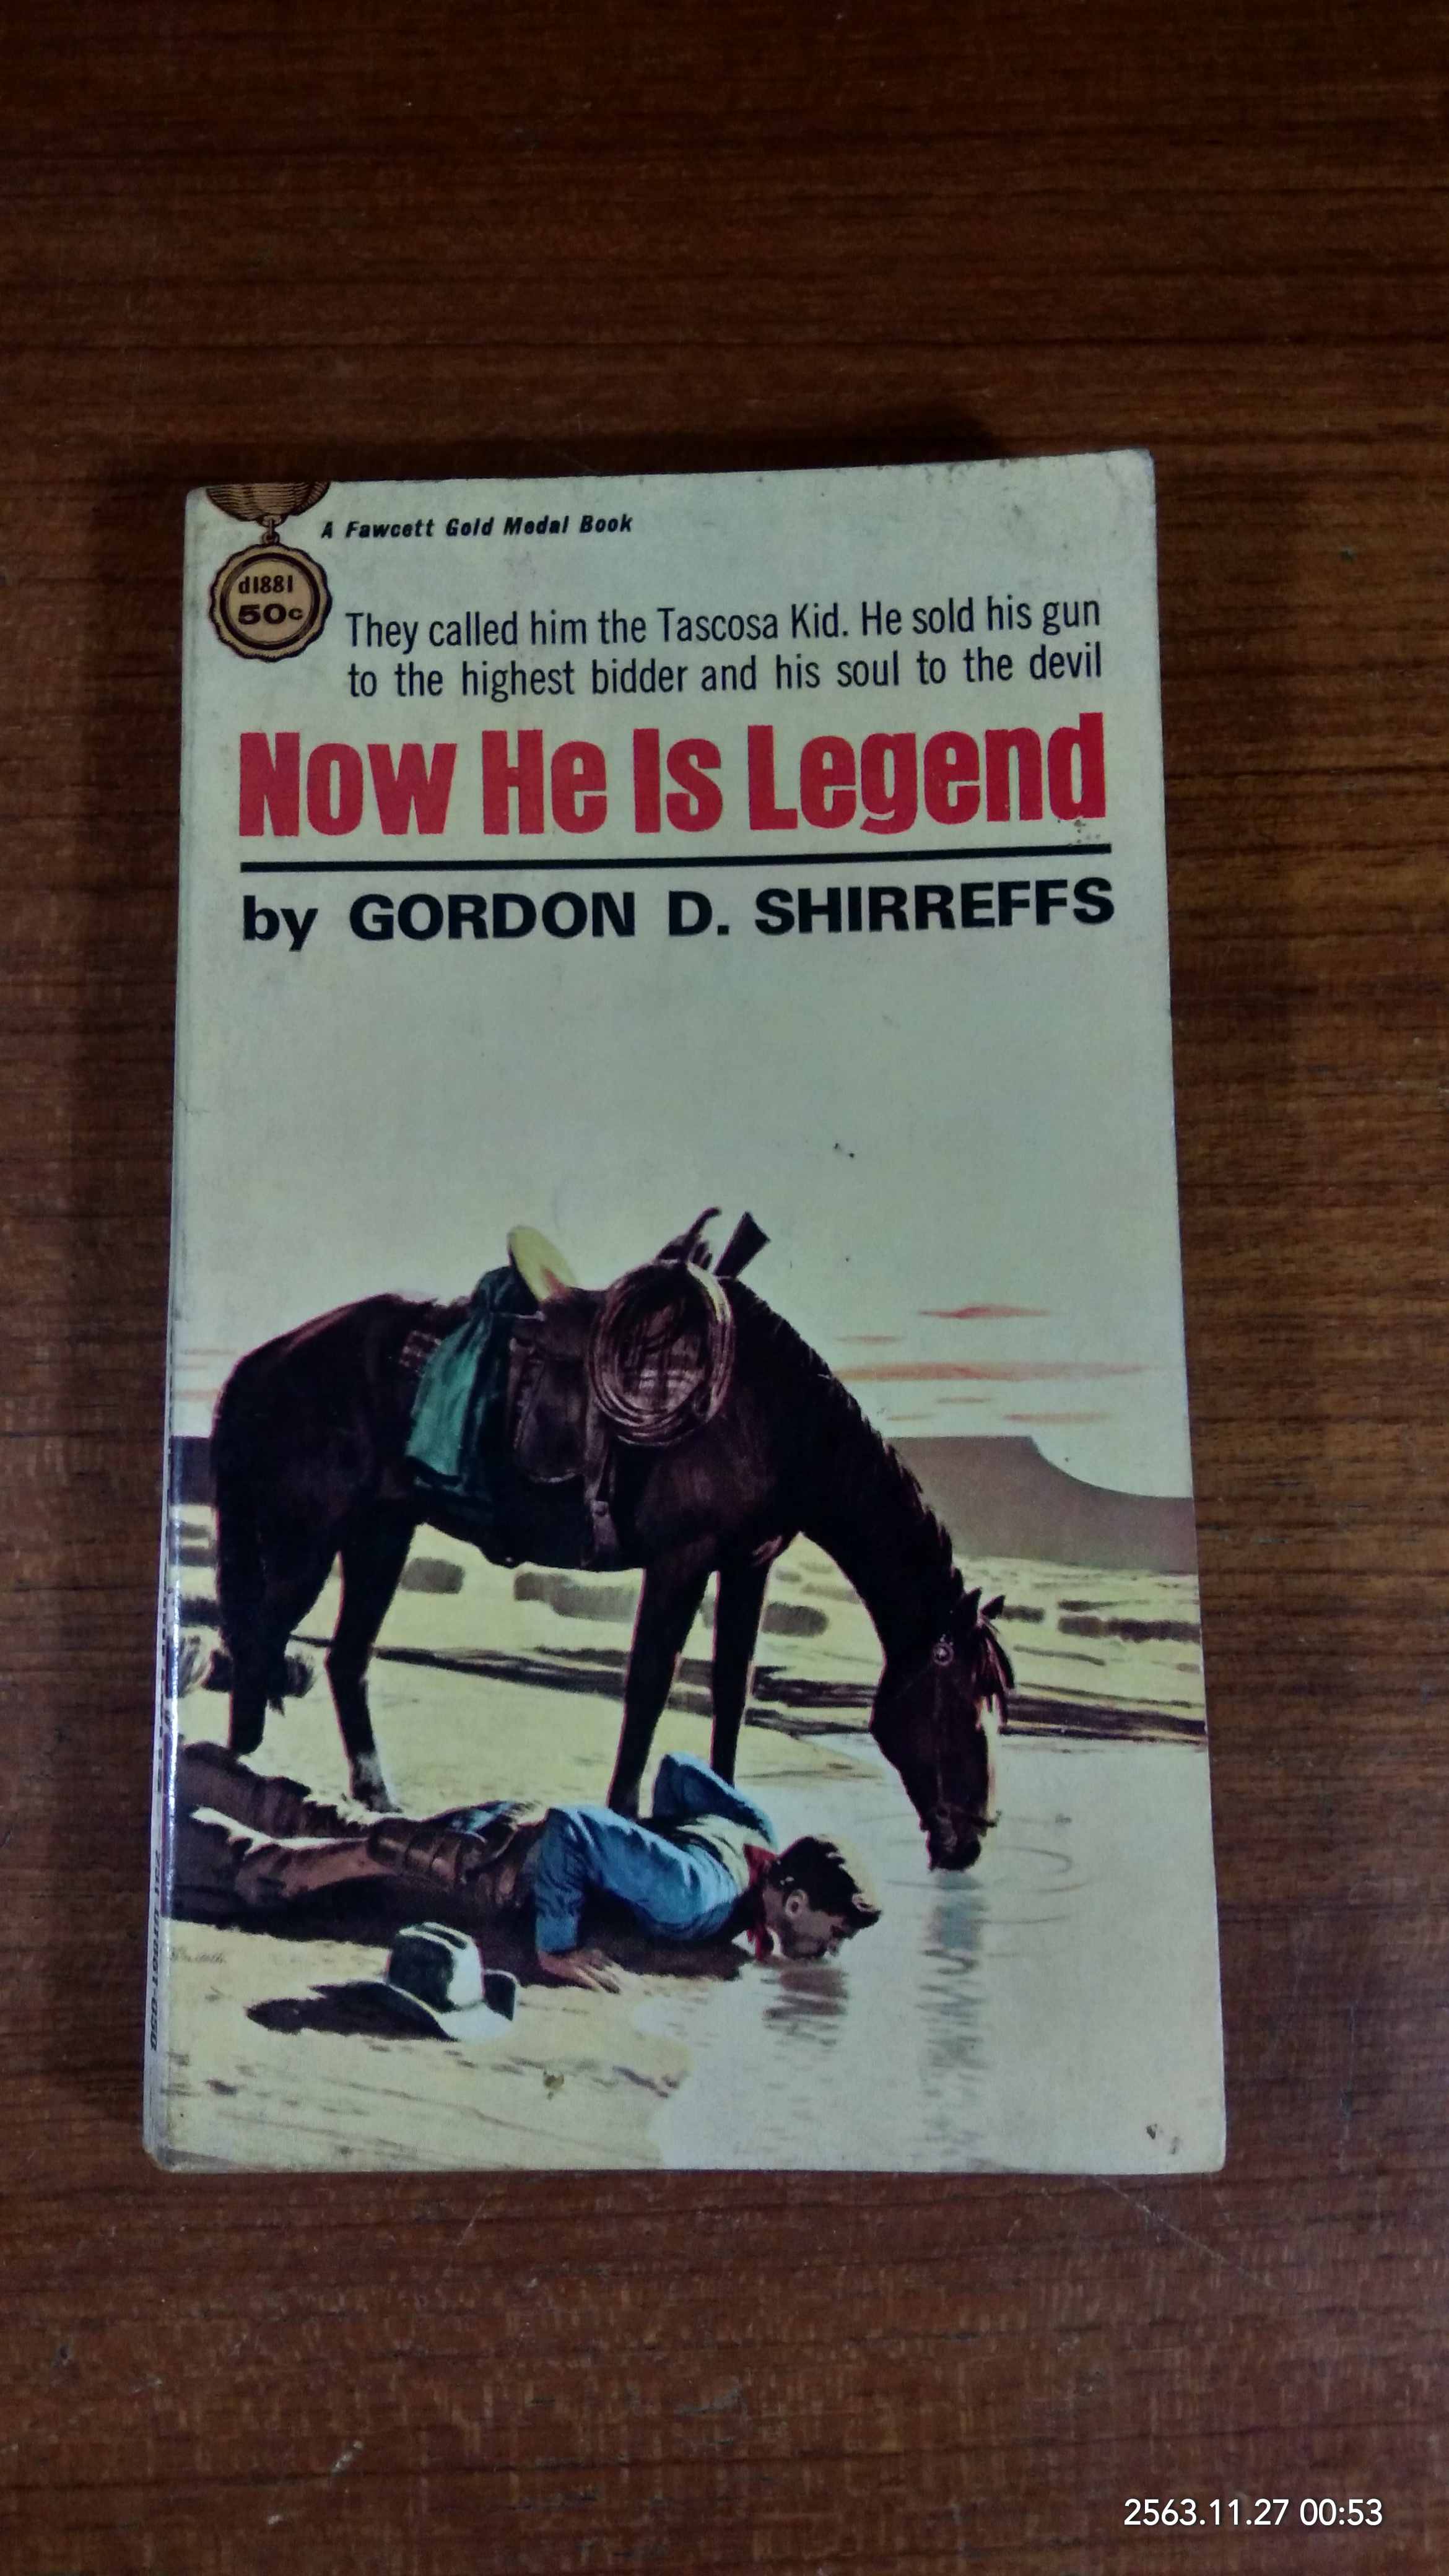 A Fawcett Gold Medal Book
d1881
50c
They called him the Tascosa Kid. He sold his gun
to the highest bidder and his soul to the devil
Now He Is Legend
by GORDON D. SHIRREFFS
2563.11.27 00:53